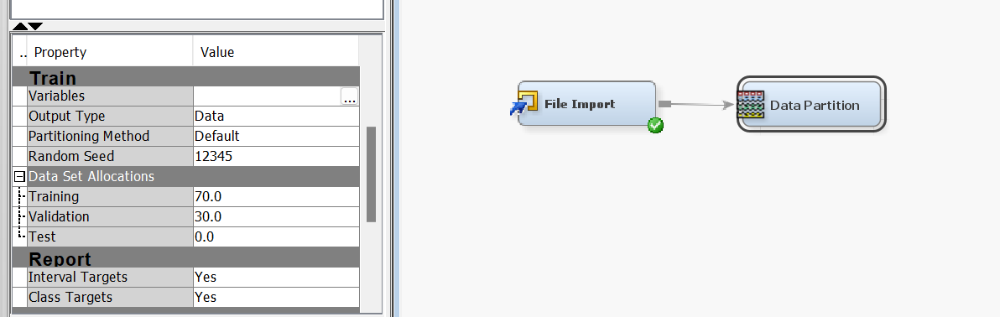 .. Property Value
Train
Variables ...
Output Type Data
Partitioning Method Default
Random Seed 12345
Data Set Allocations
Training 70.0
Validation 30.0
Test 0.0
Report
Interval Targets Yes
Class Targets Yes
File Import
Data Partition